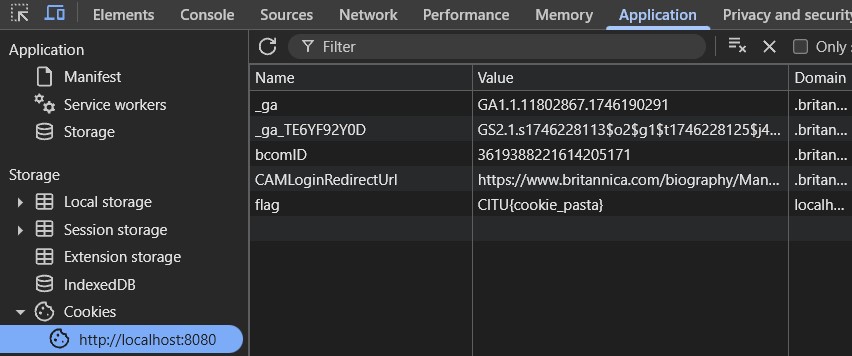 Elements Console Sources Network Performance Memory Application Privacy and security
Application
Manifest
Service workers
Storage
Storage
Local storage
Session storage
Extension storage
IndexedDB
Cookies
http://localhost:8080
Filter Only
Name Value Domain
_ga GA1.1.11802867.1746190291 .britan...
_ga_TE6YF92Y0D GS2.1.s1746228113$o2$g1$t1746228125$j4... .britan...
bcomID 3619388221614205171 .britan...
CAMLoginRedirectUrl https://www.britannica.com/biography/Man... .britan...
flag CITU{cookie_pasta} localh...